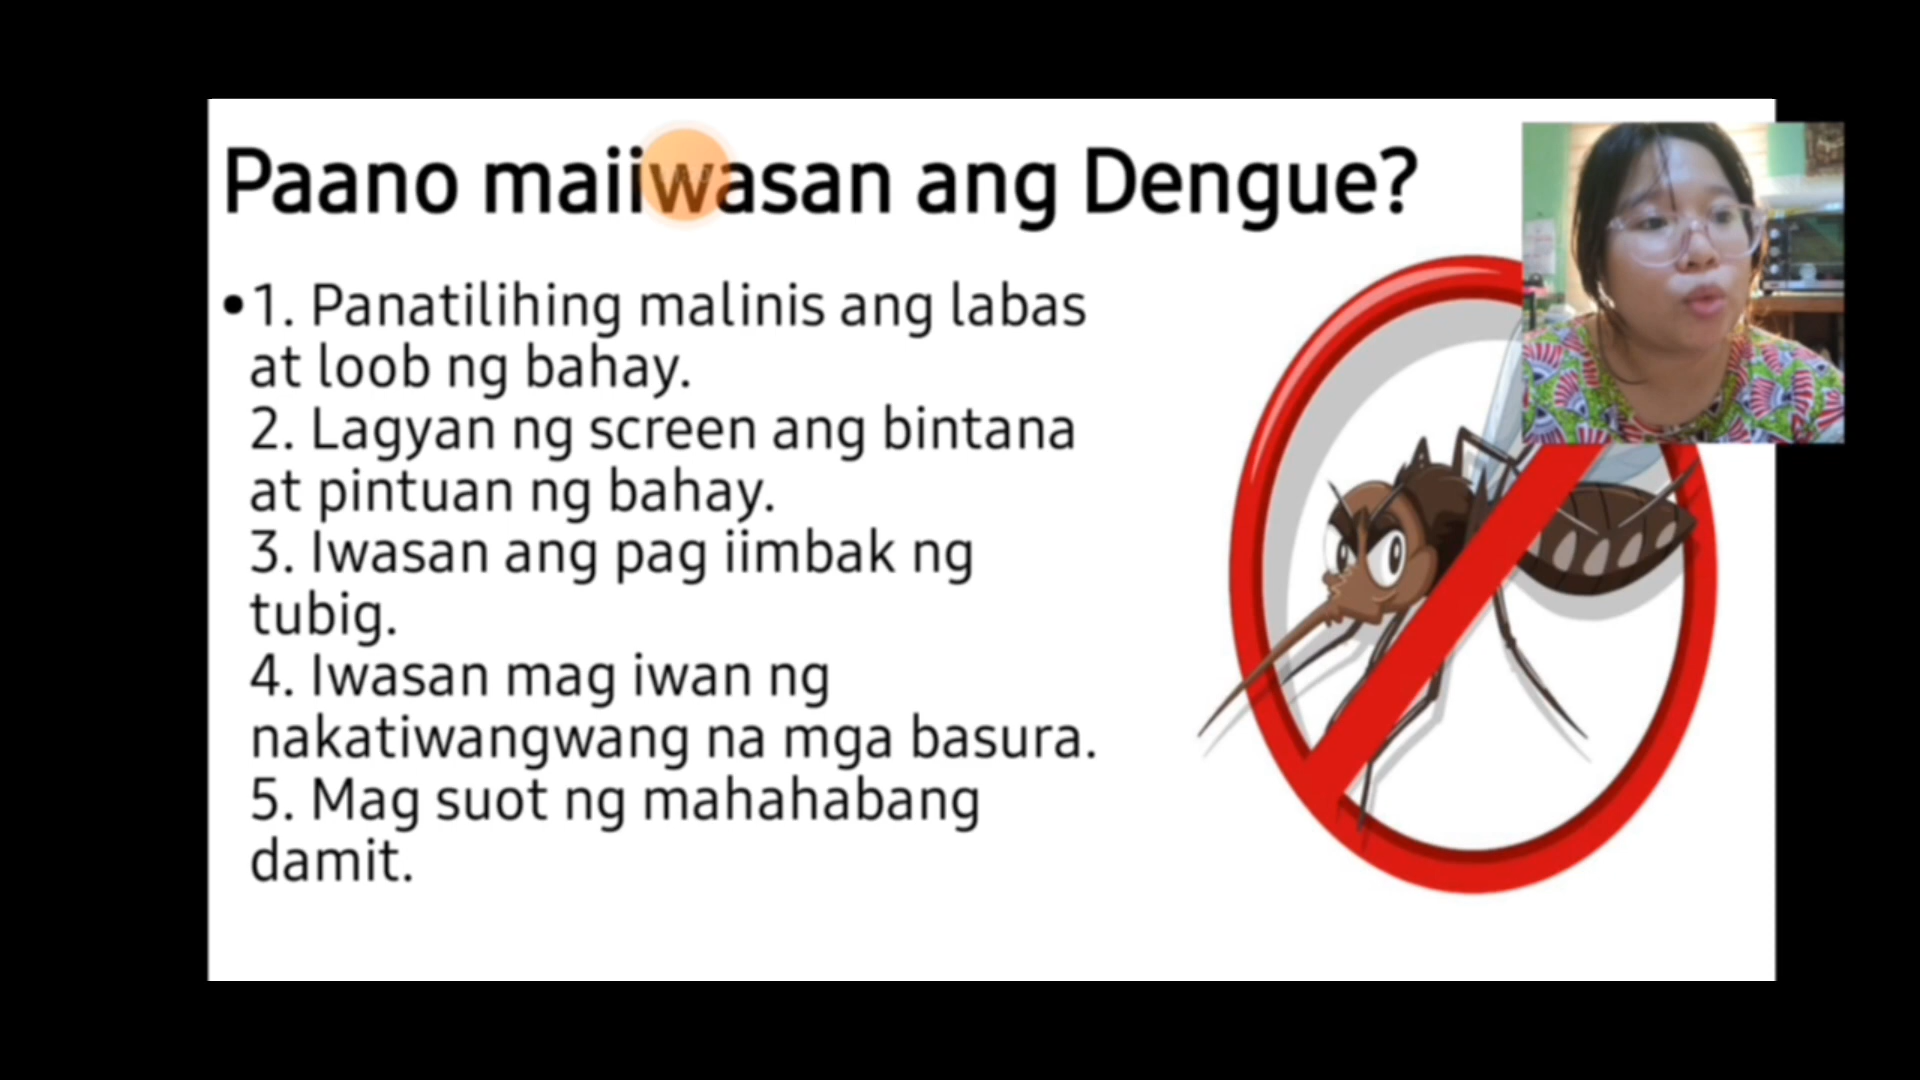 Paano maiiwasan ang Dengue?
•1. Panatilihing malinis ang labas
at loob ng bahay.
2. Lagyan ng screen ang bintana
at pintuan ng bahay.
3. Iwasan ang pag iimbak ng
tubig.
4. Iwasan mag iwan ng
nakatiwangwang na mga basura.
5. Mag suot ng mahahabang
damit.